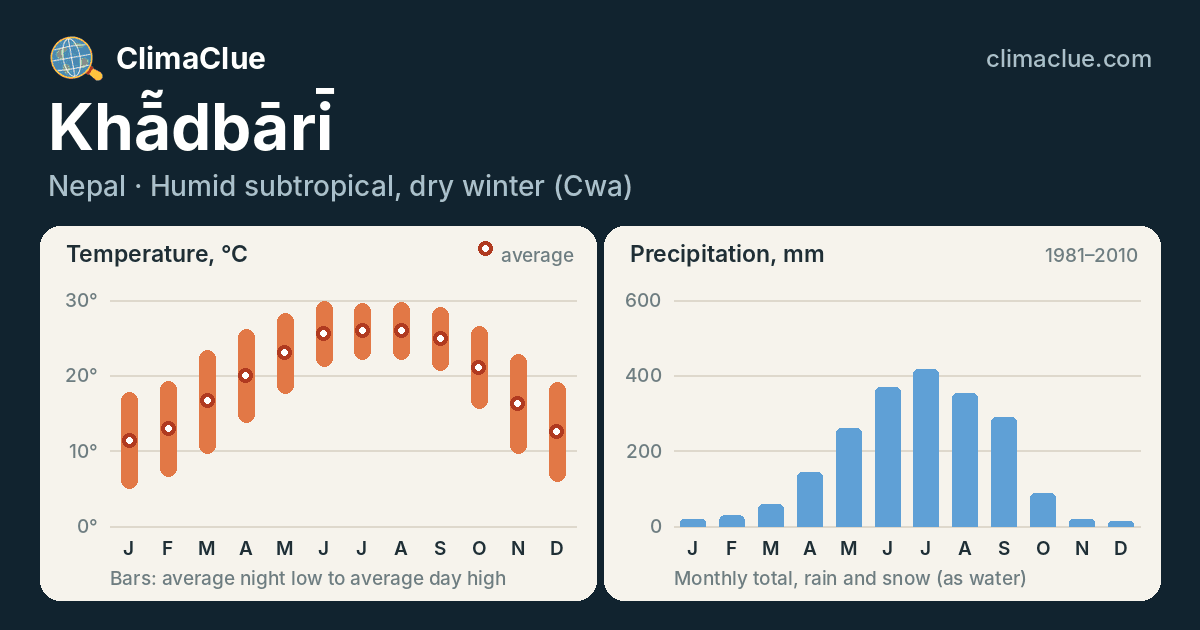 ClimaClue
climaclue.com
Khā̃dbārī
Nepal · Humid subtropical, dry winter (Cwa)
Temperature, °C
average
30°
20°
10°
0°
J F M A M J J A S O N D
Bars: average night low to average day high
Precipitation, mm
1981–2010
600
400
200
0
J F M A M J J A S O N D
Monthly total, rain and snow (as water)